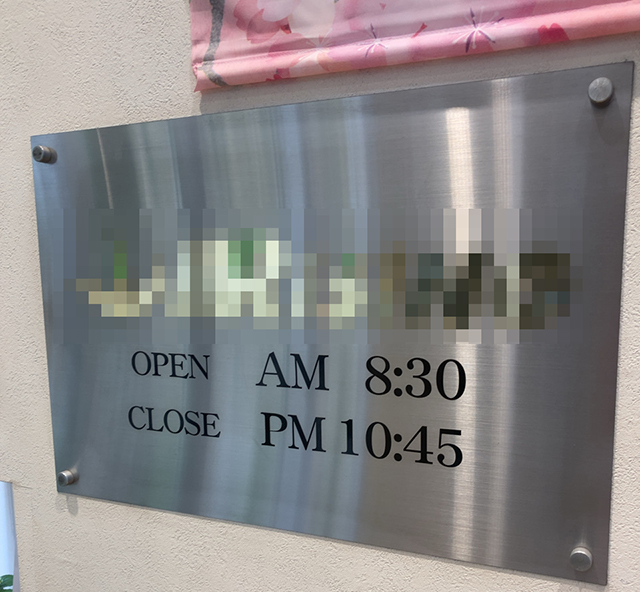 OPEN AM 8:30
CLOSE PM 10:45